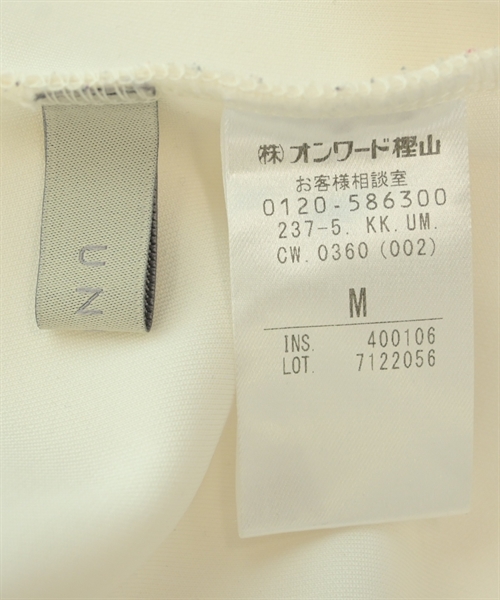 UN
㈱オンワード樫山
お客様相談室
0120-586300
237-5. KK. UM.
CW. 0360 (002)
M
INS. 400106
LOT. 7122056